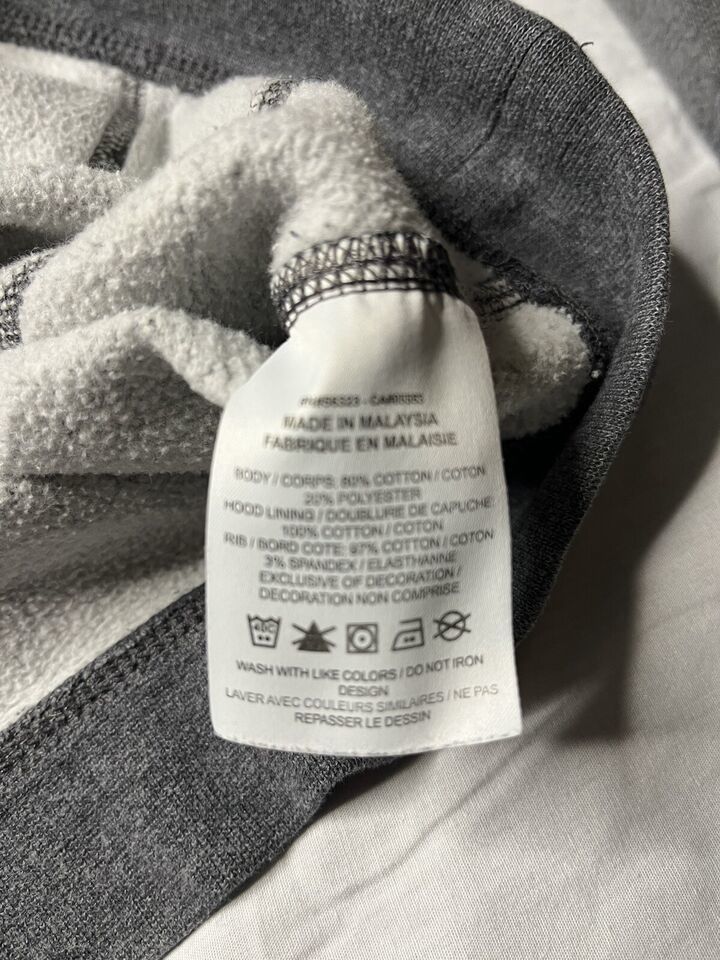 MADE IN MALAYSIA
FABRIQUE EN MALAISIE
BODY / CORPS: 80% COTTON / COTON
20% POLYESTER
HOOD LINING / DOUBLURE DE CAPUCHE:
100% COTTON / COTON
RIB / BORD COTE: 97% COTTON / COTON
3% SPANDEX / ELASTHANNE
EXCLUSIVE OF DECORATION /
DECORATION NON COMPRISE
WASH WITH LIKE COLORS / DO NOT IRON
DESIGN
LAVER AVEC COULEURS SIMILAIRES / NE PAS
REPASSER LE DESSIN